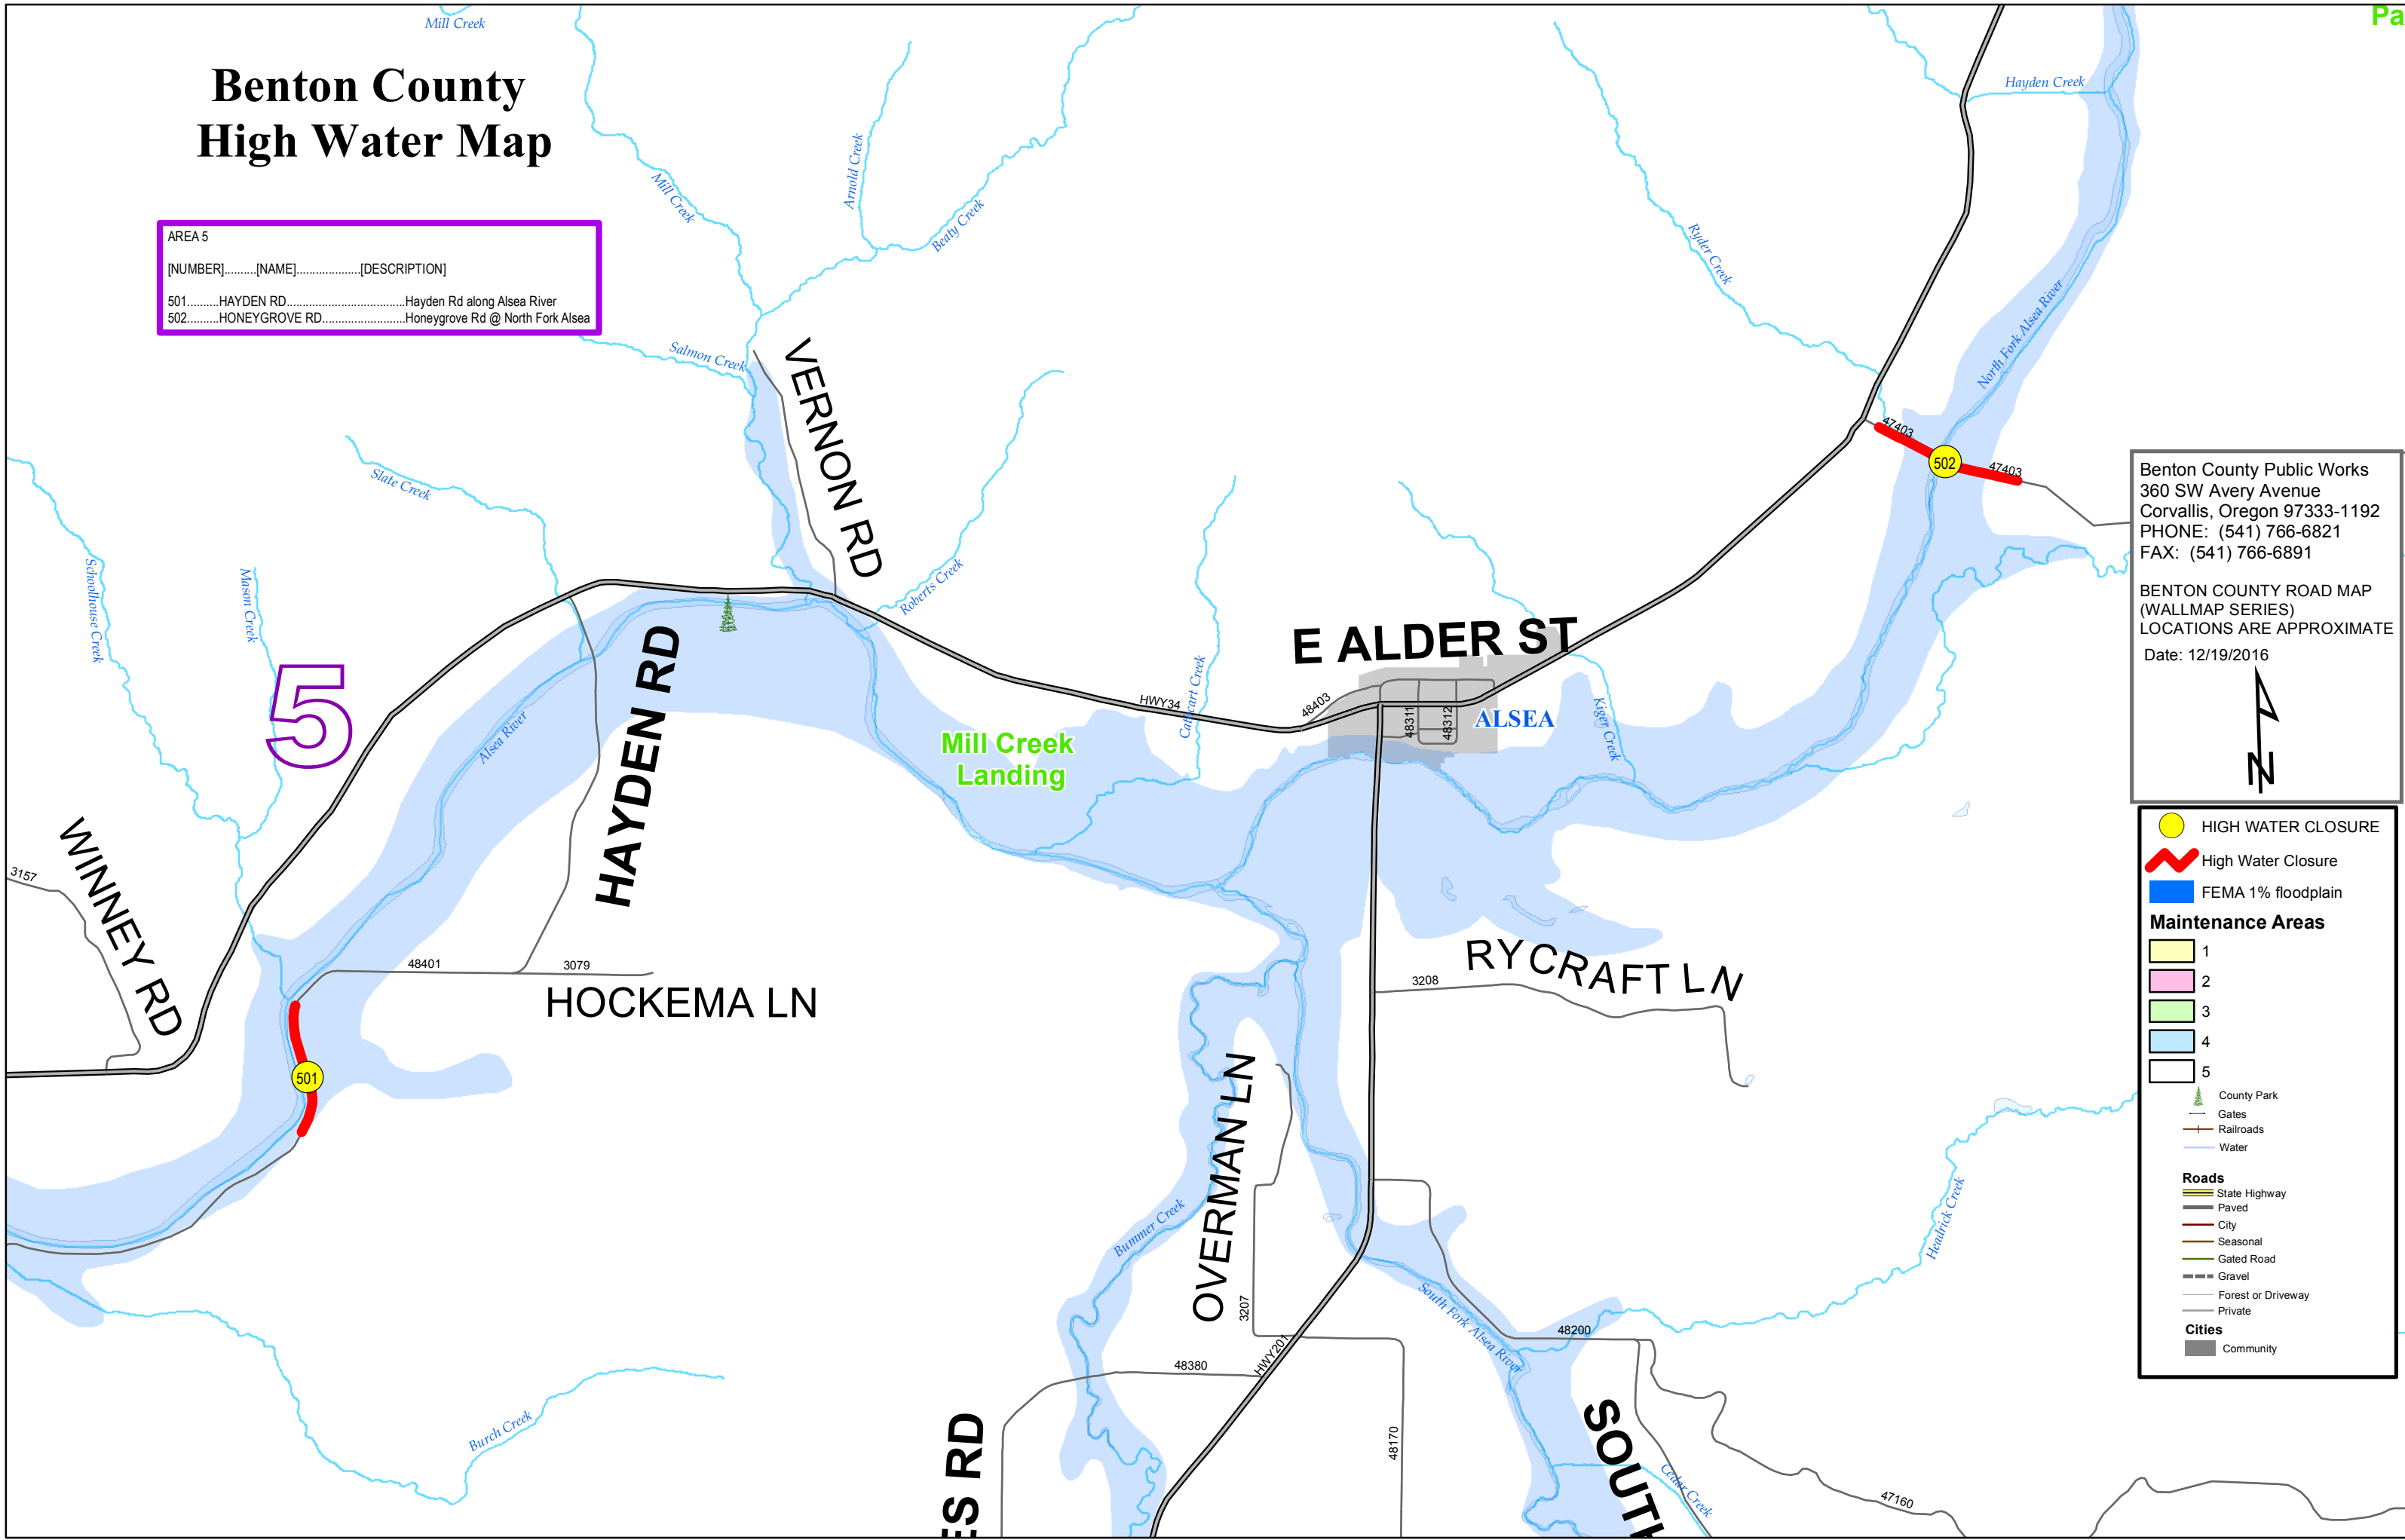 Benton County
High Water Map
AREA 5
[NUMBER]..........[NAME]....................[DESCRIPTION]
501..........HAYDEN RD.....................................Hayden Rd along Alsea River
502..........HONEYGROVE RD..........................Honeygrove Rd @ North Fork Alsea
Mill Creek
Pa
Hayden Creek
Arnold Creek
Mill Creek
Beaty Creek
Ryder Creek
North Fork Alsea River
Salmon Creek
VERNON RD
Slate Creek
47403
502
47403
Schoolhouse Creek
Mason Creek
Roberts Creek
5
Alsea River
HAYDEN RD
Mill Creek
Landing
HWY34
Cathcart Creek
48403
E ALDER ST
48311
48312
ALSEA
Kiger Creek
3157
WINNEY RD
48401
3079
HOCKEMA LN
501
3208
RYCRAFT LN
OVERMAN LN
Bummer Creek
3207
HWY201
48380
48170
South Fork Alsea River
48200
Headrick Creek
Burch Creek
ES RD
SOUTH
Cedar Creek
47160
Benton County Public Works
360 SW Avery Avenue
Corvallis, Oregon 97333-1192
PHONE: (541) 766-6821
FAX: (541) 766-6891
BENTON COUNTY ROAD MAP
(WALLMAP SERIES)
LOCATIONS ARE APPROXIMATE
Date: 12/19/2016
N
HIGH WATER CLOSURE
High Water Closure
FEMA 1% floodplain
Maintenance Areas
1
2
3
4
5
County Park
Gates
Railroads
Water
Roads
State Highway
Paved
City
Seasonal
Gated Road
Gravel
Forest or Driveway
Private
Cities
Community